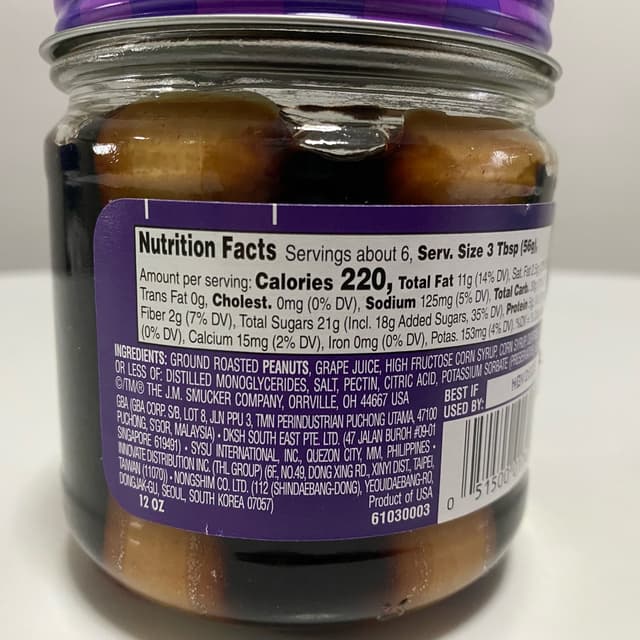 Nutrition Facts Servings about 6, Serv. Size 3 Tbsp (56g),
Amount per serving: Calories 220, Total Fat 11g (14% DV), Sat. Fat
Trans Fat 0g, Cholest. 0mg (0% DV), Sodium 125mg (5% DV), Total Carb.
Fiber 2g (7% DV), Total Sugars 21g (Incl. 18g Added Sugars, 35% DV), Protein
(0% DV), Calcium 15mg (2% DV), Iron 0mg (0% DV), Potas. 153mg (4% DV).
INGREDIENTS: GROUND ROASTED PEANUTS, GRAPE JUICE, HIGH FRUCTOSE CORN SYRUP, CORN SYRUP,
OR LESS OF: DISTILLED MONOGLYCERIDES, SALT, PECTIN, CITRIC ACID, POTASSIUM SORBATE
©/TM/® THE J.M. SMUCKER COMPANY, ORRVILLE, OH 44667 USA
GBA (GBA CORP S/B, LOT 8, JLN PPU 3, TMN PERINDUSTRIAN PUCHONG UTAMA, 47100
PUCHONG, S'GOR, MALAYSIA) • DKSH SOUTH EAST PTE. LTD. (47 JALAN BUROH #09-01
SINGAPORE 619491) • SYSU INTERNATIONAL, INC. QUEZON CITY, MM, PHILIPPINES •
INNOVATE DISTRIBUTION INC. (THL GROUP) (6F, NO.49, DONG XING RD., XINYI DIST, TAIPEI,
TAIWAN (11070)) • NONGSHIM CO. LTD. (112 (SHINDAEBANG-DONG), YEOUIDAEBANG-RO,
DONGJAK-GU, SEOUL, SOUTH KOREA 07057)
12 OZ
Product of USA
61030003
BEST IF
USED BY:
0 51500